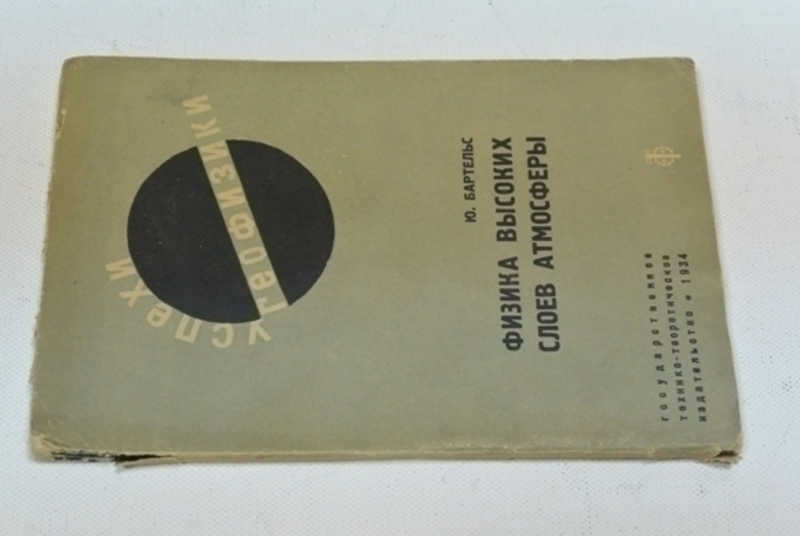 успехи
геофизики
Ю. БАРТЕЛЬС
ФИЗИКА ВЫСОКИХ
СЛОЕВ АТМОСФЕРЫ
государственное
технико-теоретическое
издательство • 1934